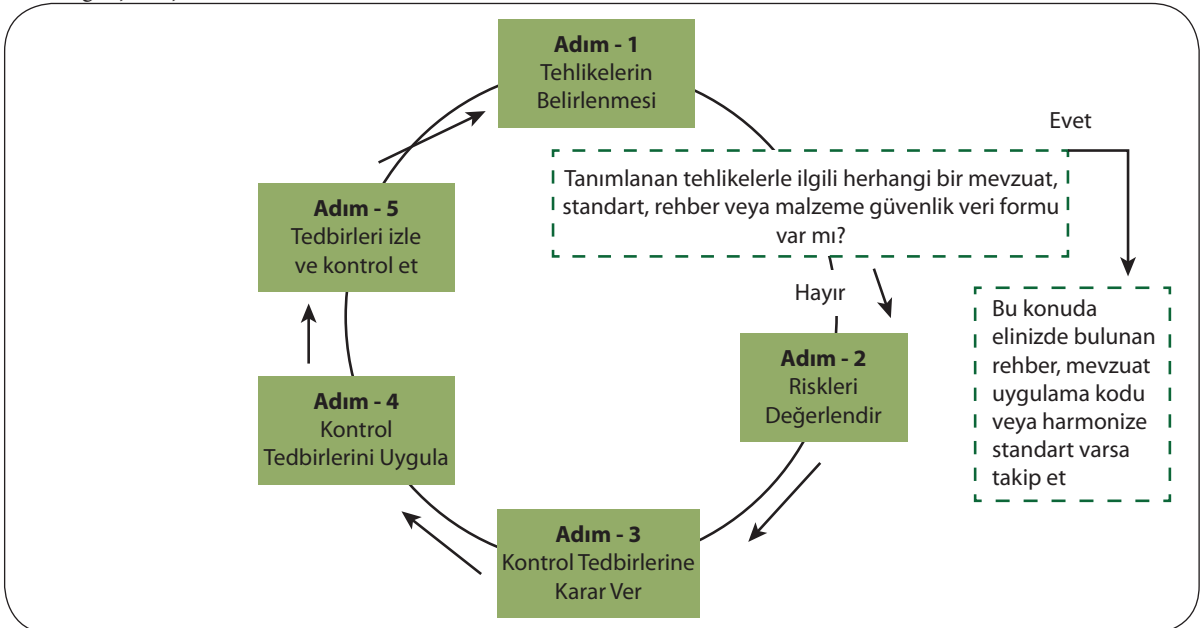 Adım - 1
Tehlikelerin
Belirlenmesi
Evet
Tanımlanan tehlikelerle ilgili herhangi bir mevzuat,
standart, rehber veya malzeme güvenlik veri formu
var mı?
Hayır
Bu konuda
elinizde bulunan
rehber, mevzuat
uygulama kodu
veya harmonize
standart varsa
takip et
Adım - 2
Riskleri
Değerlendir
Adım - 3
Kontrol Tedbirlerine
Karar Ver
Adım - 4
Kontrol
Tedbirlerini Uygula
Adım - 5
Tedbirleri izle
ve kontrol et